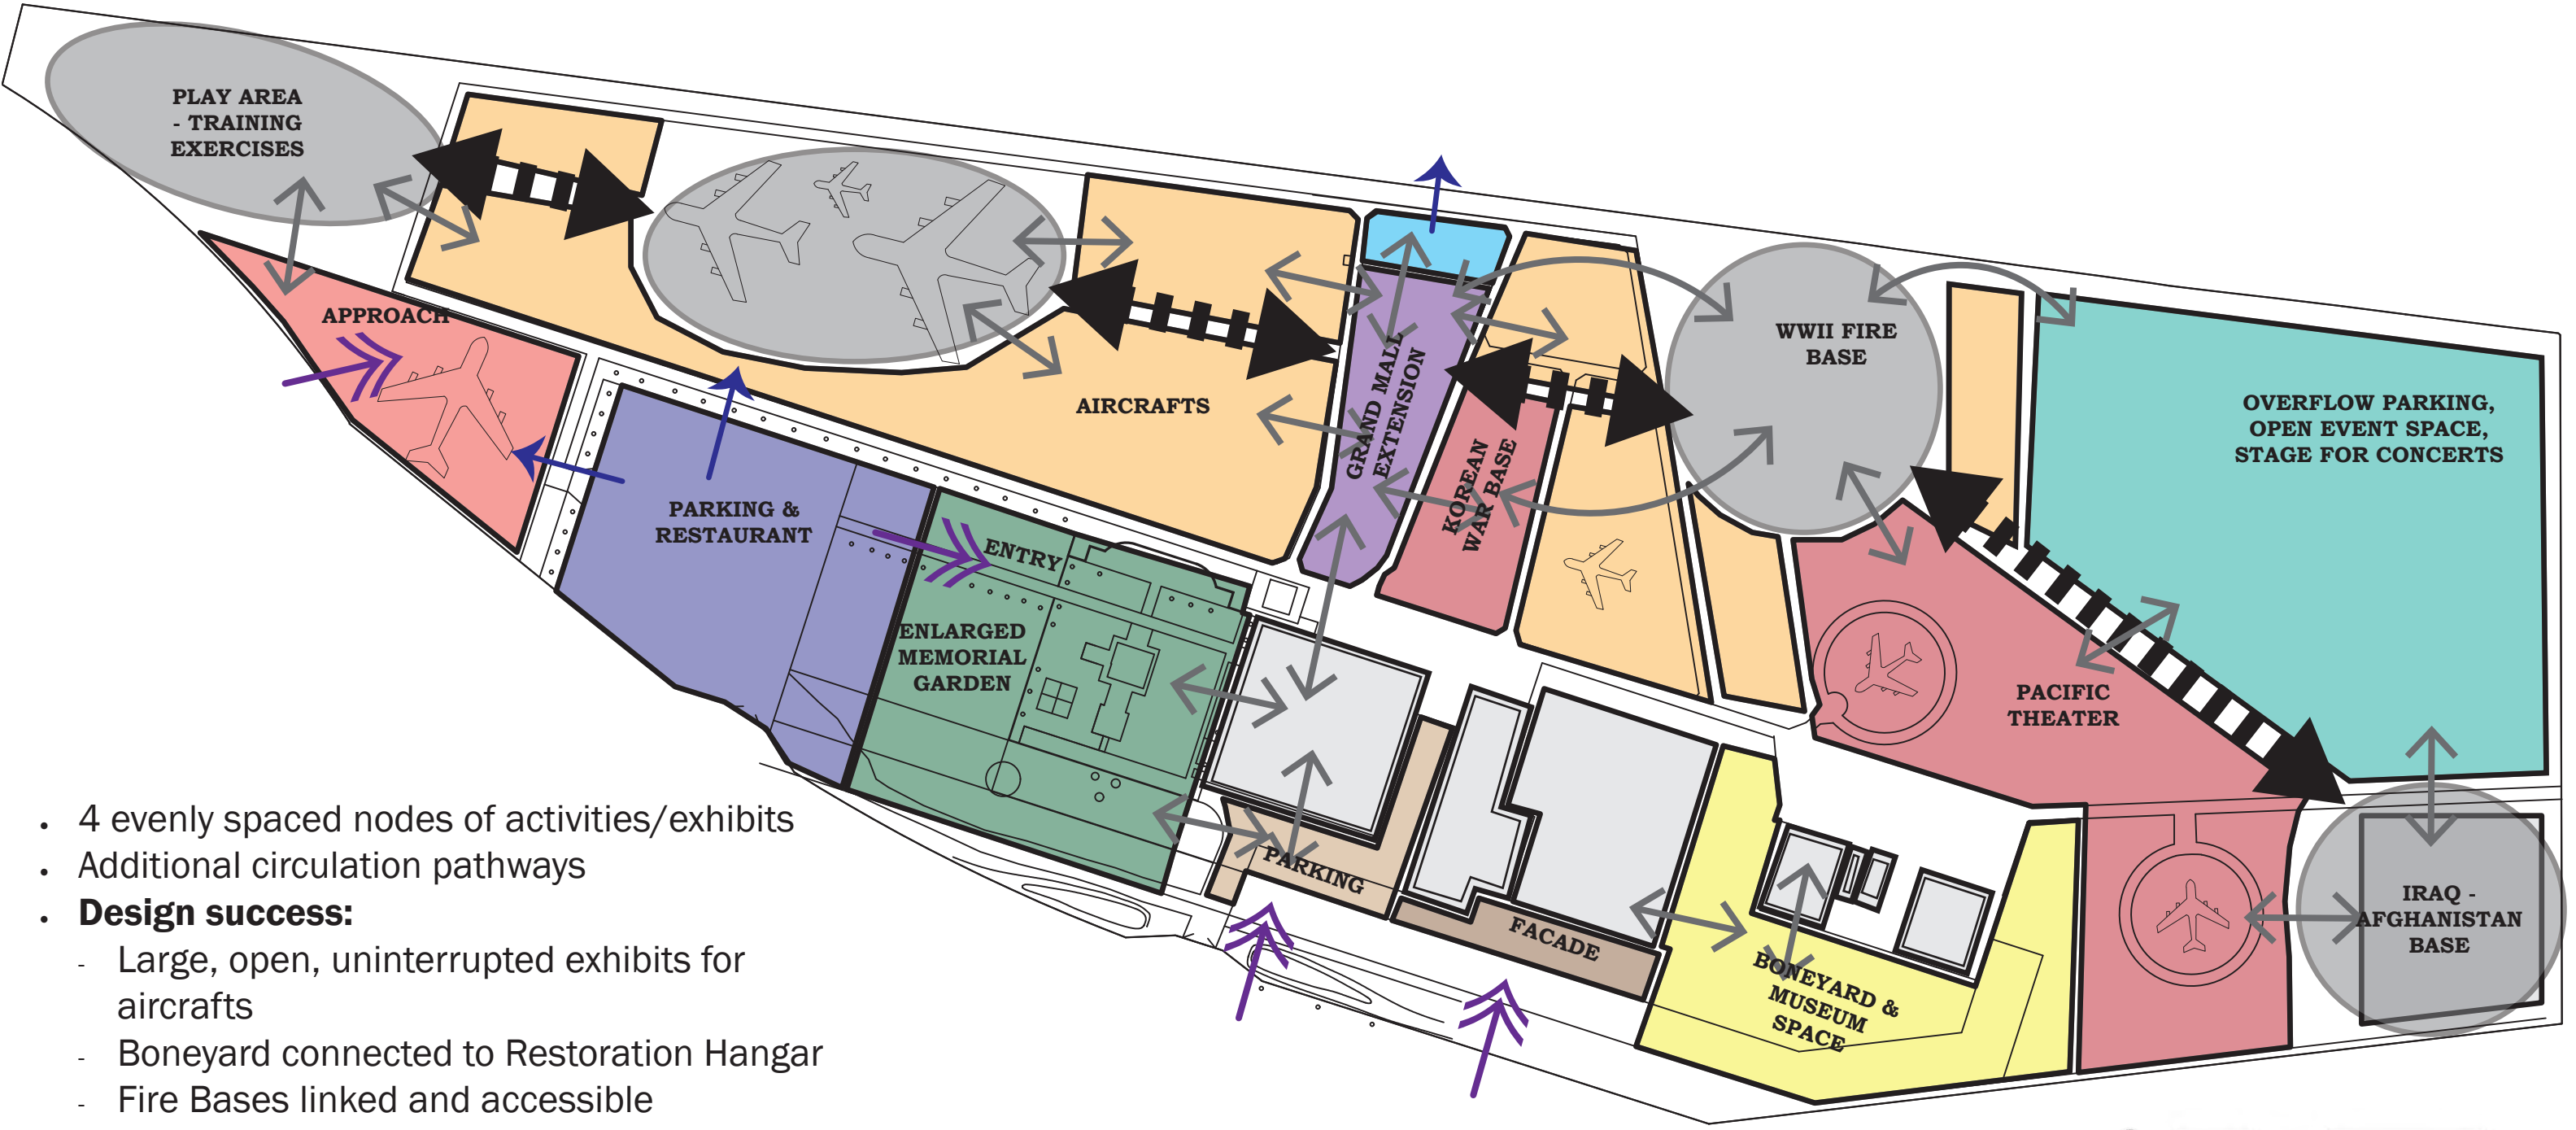 PLAY AREA
- TRAINING
EXERCISES
APPROACH
AIRCRAFTS
GRAND MALL
EXTENSION
KOREAN
WAR BASE
WWII FIRE
BASE
OVERFLOW PARKING,
OPEN EVENT SPACE,
STAGE FOR CONCERTS
PARKING &
RESTAURANT
ENTRY
ENLARGED
MEMORIAL
GARDEN
PACIFIC
THEATER
PARKING
FACADE
BONEYARD &
MUSEUM
SPACE
IRAQ -
AFGHANISTAN
BASE
• 4 evenly spaced nodes of activities/exhibits
• Additional circulation pathways
• Design success:
- Large, open, uninterrupted exhibits for
aircrafts
- Boneyard connected to Restoration Hangar
- Fire Bases linked and accessible